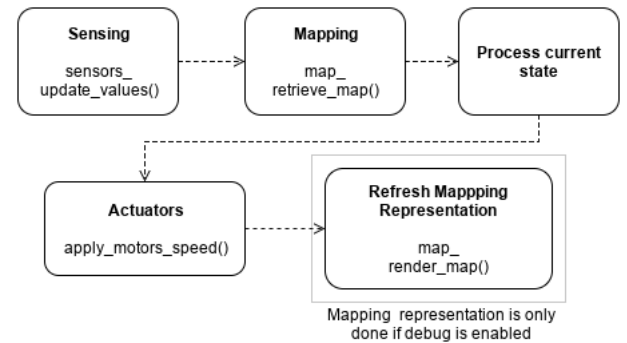 Sensing
sensors_
update_values()
Mapping
map_
retrieve_map()
Process current
state
Actuators
apply_motors_speed()
Refresh Mappping
Representation
map_
render_map()
Mapping representation is only
done if debug is enabled